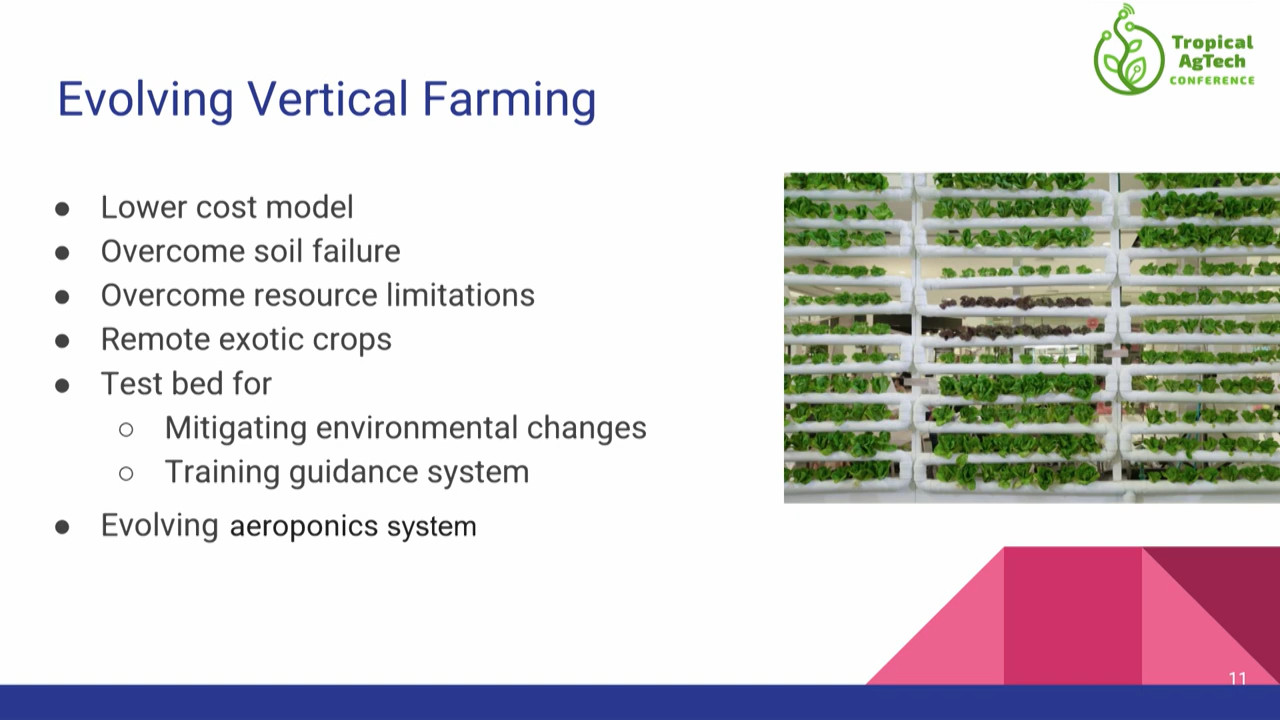 Tropical
AgTech
CONFERENCE
Evolving Vertical Farming
● Lower cost model
● Overcome soil failure
● Overcome resource limitations
● Remote exotic crops
● Test bed for
○ Mitigating environmental changes
○ Training guidance system
● Evolving aeroponics system
11